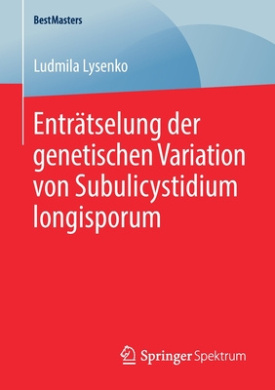 BestMasters
Ludmila Lysenko
Enträtselung der
genetischen Variation
von Subulicystidium
longisporum
Springer Spektrum